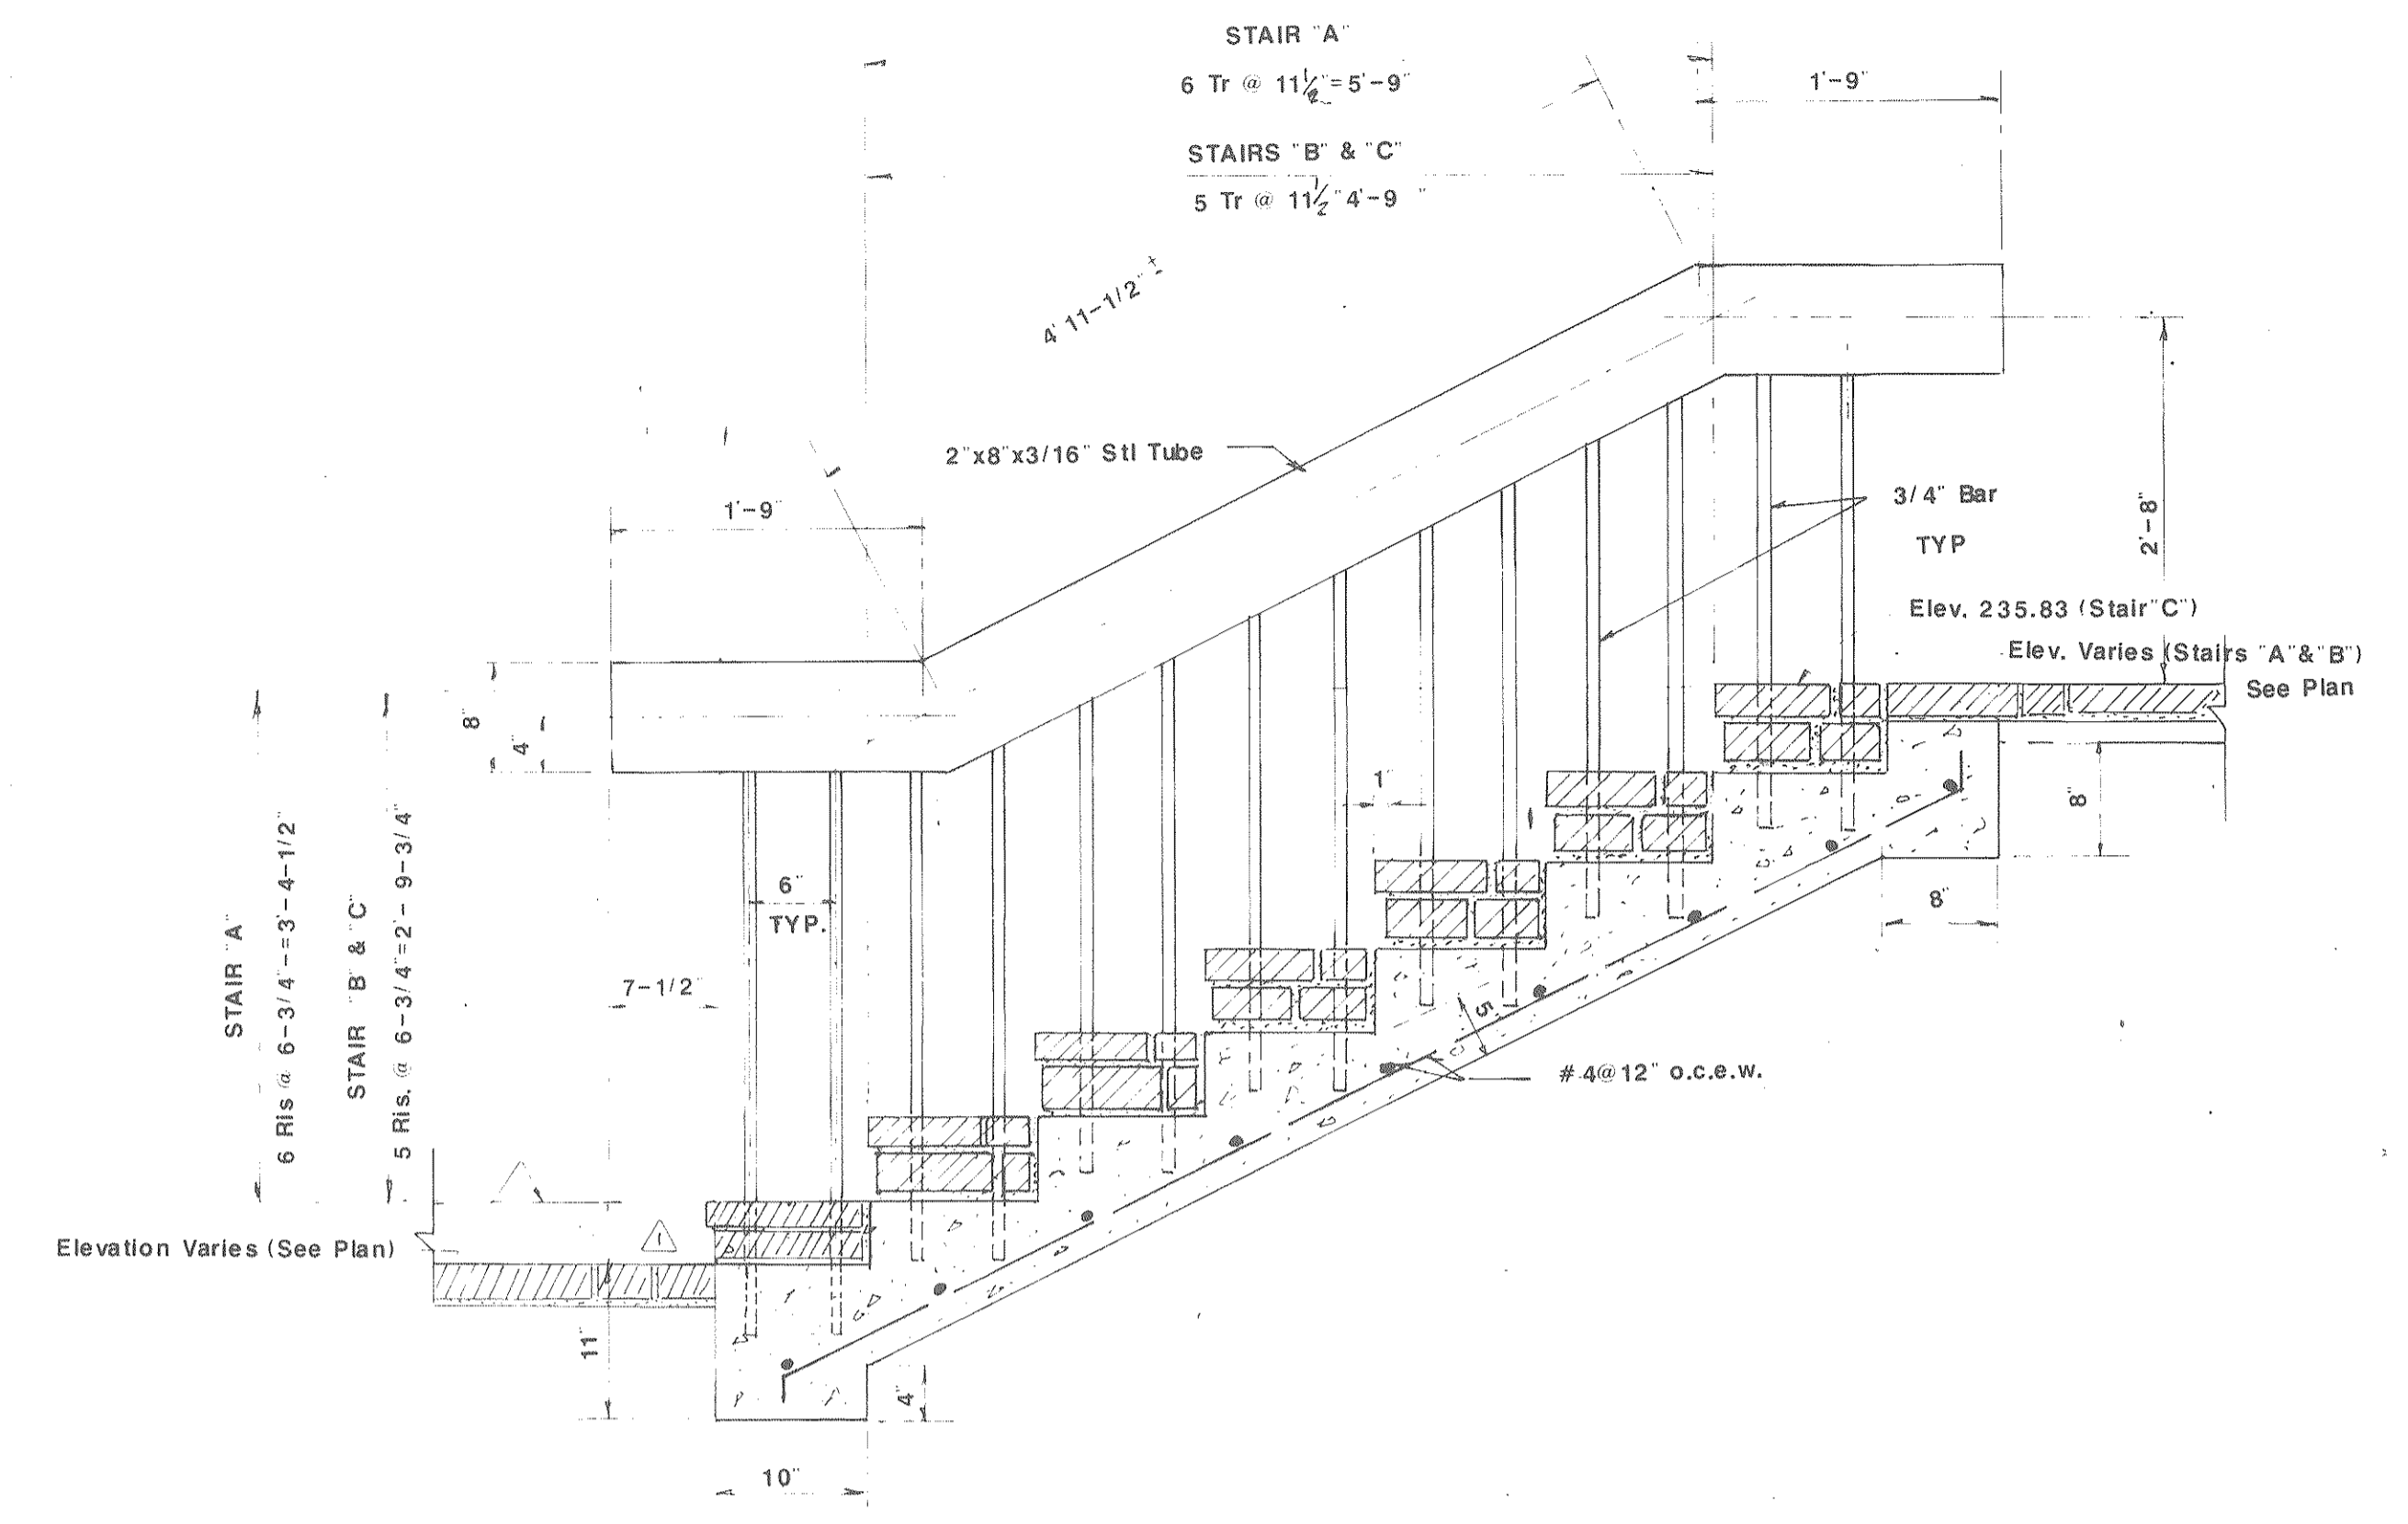 STAIR "A"
6 Tr @ 11 1/2"=5'-9"
1'-9"
STAIRS "B" & "C"
5 Tr @ 11 1/2" 4'-9 "
4' 11-1/2" ±
2"x8"x3/16" Stl Tube
1'-9"
3/4" Bar
TYP
2'-8"
Elev. 235.83 (Stair"C")
Elev. Varies (Stairs "A"&"B")
See Plan
8"
4"
1"
8"
8"
6"
TYP.
7-1/2"
STAIR "A"
6 Ris @ 6-3/4"-=3'-4-1/2"
STAIR "B" & "C"
5 Ris. @ 6-3/4"=2'- 9-3/4"
5"
#4@12" o.c.e.w.
Elevation Varies (See Plan)
1
11"
4"
10"